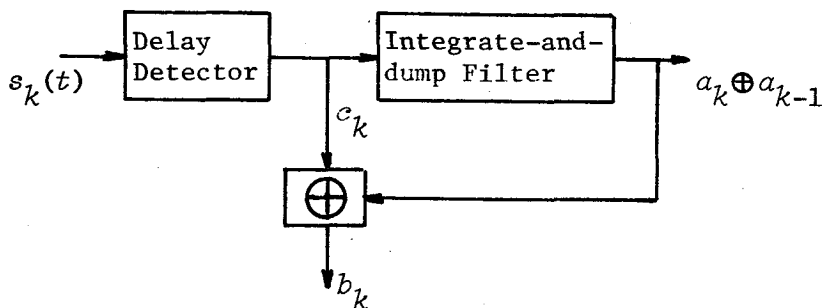 Delay
Detector
Integrate-and-
dump Filter
s_k(t)
a_k ⊕ a_{k-1}
c_k
⊕
b_k